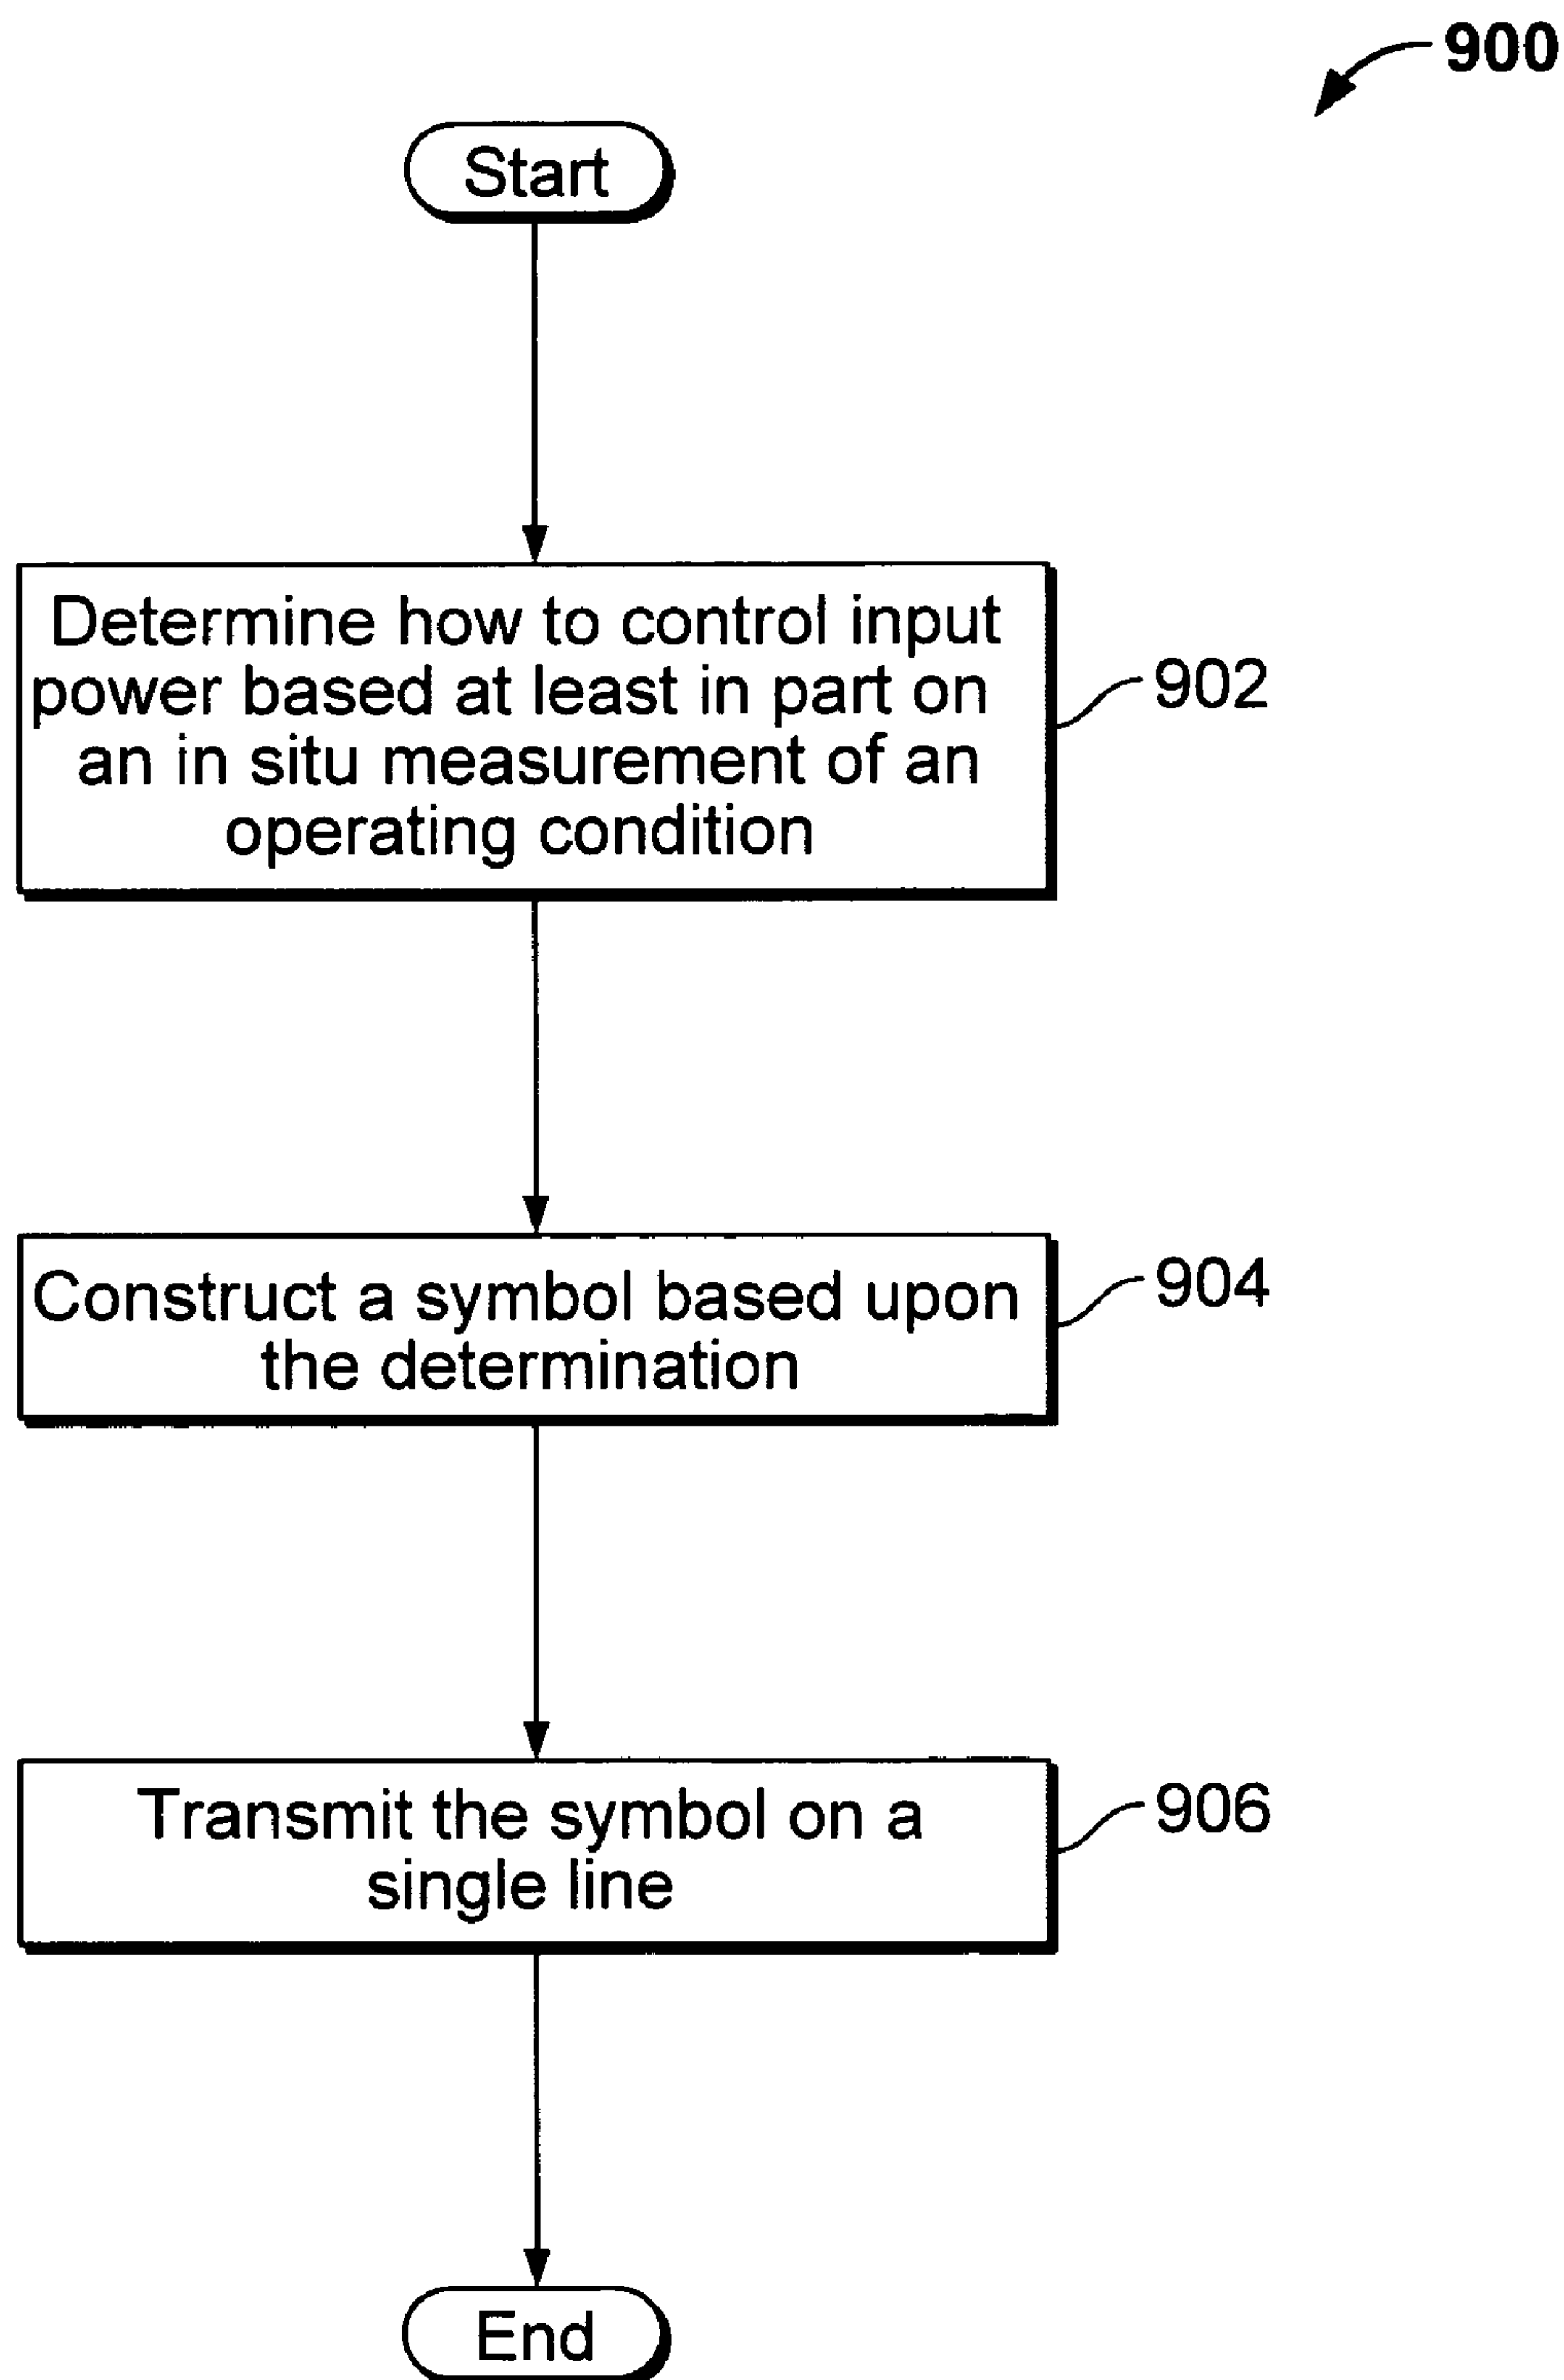 900
Start
Determine how to control input
power based at least in part on
an in situ measurement of an
operating condition
902
Construct a symbol based upon
the determination
904
Transmit the symbol on a
single line
906
End